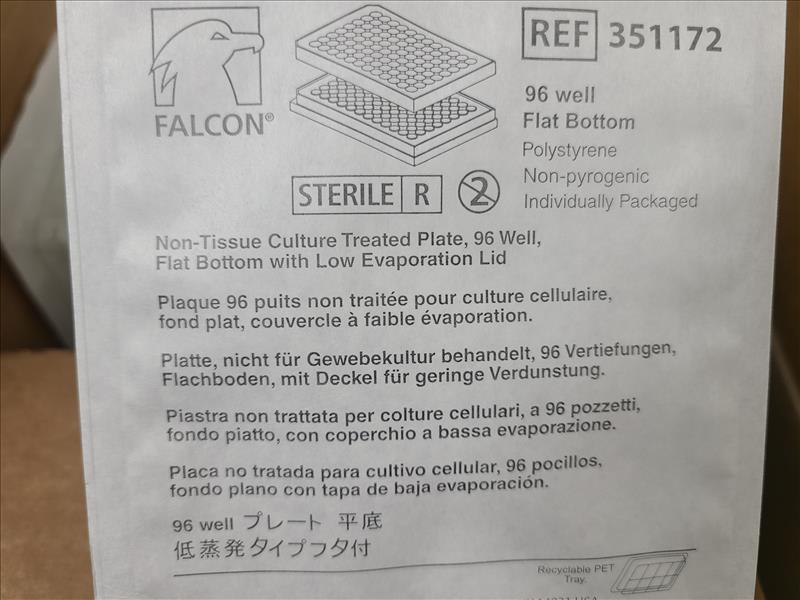 FALCON®
REF 351172
96 well
Flat Bottom
Polystyrene
Non-pyrogenic
Individually Packaged
STERILE R
2
Non-Tissue Culture Treated Plate, 96 Well,
Flat Bottom with Low Evaporation Lid
Plaque 96 puits non traitée pour culture cellulaire,
fond plat, couvercle à faible évaporation.
Platte, nicht für Gewebekultur behandelt, 96 Vertiefungen,
Flachboden, mit Deckel für geringe Verdunstung.
Piastra non trattata per colture cellulari, a 96 pozzetti,
fondo piatto, con coperchio a bassa evaporazione.
Placa no tratada para cultivo cellular, 96 pocillos,
fondo plano con tapa de baja evaporación.
96 well プレート 平底
低蒸発タイプフタ付
Recyclable PET
Tray.